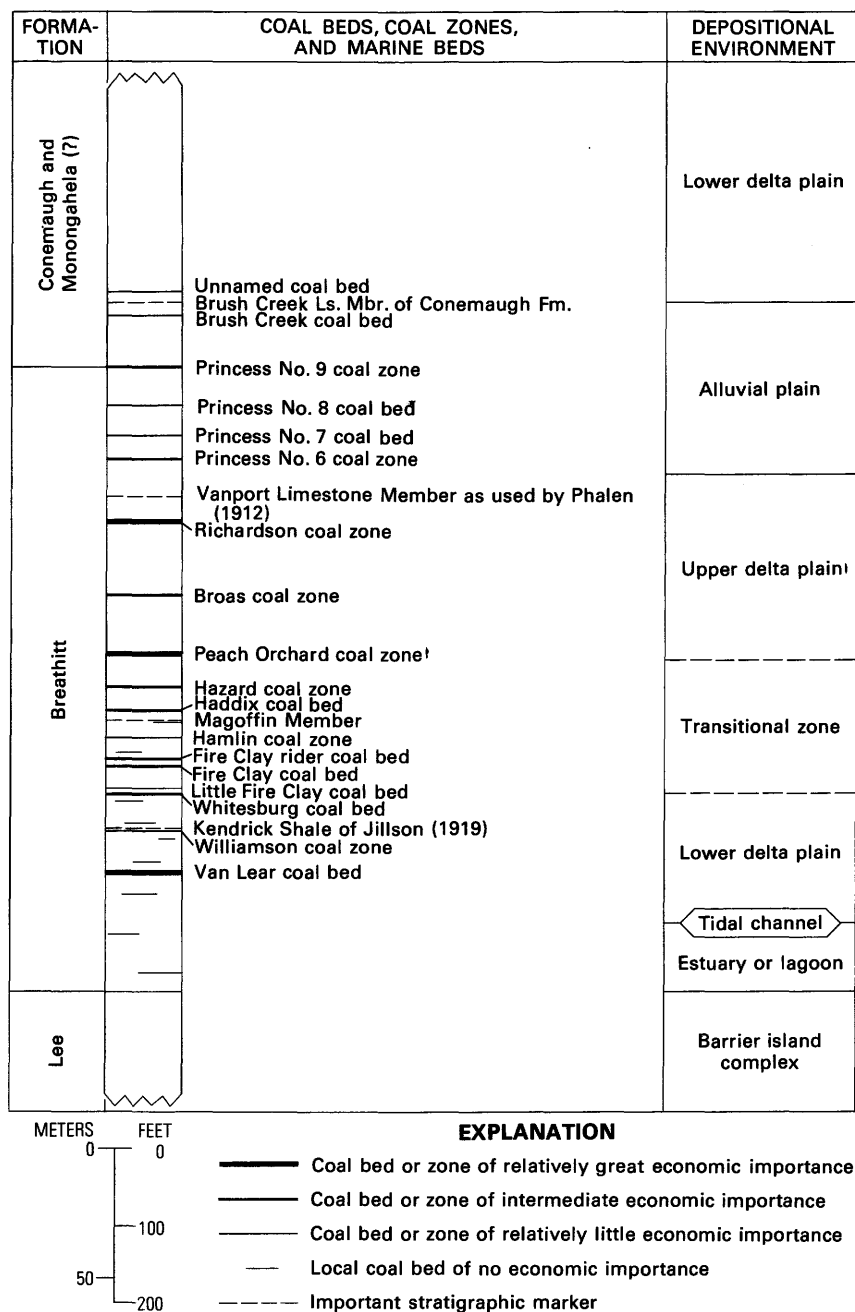 FORMA-
TION
COAL BEDS, COAL ZONES,
AND MARINE BEDS
DEPOSITIONAL
ENVIRONMENT
Conemaugh and
Monongahela (?)
Breathitt
Lee
Unnamed coal bed
Brush Creek Ls. Mbr. of Conemaugh Fm.
Brush Creek coal bed
Princess No. 9 coal zone
Princess No. 8 coal bed
Princess No. 7 coal bed
Princess No. 6 coal zone
Vanport Limestone Member as used by Phalen
(1912)
Richardson coal zone
Broas coal zone
Peach Orchard coal zone
Hazard coal zone
Haddix coal bed
Magoffin Member
Hamlin coal zone
Fire Clay rider coal bed
Fire Clay coal bed
Little Fire Clay coal bed
Whitesburg coal bed
Kendrick Shale of Jillson (1919)
Williamson coal zone
Van Lear coal bed
Lower delta plain
Alluvial plain
Upper delta plain
Transitional zone
Lower delta plain
Tidal channel
Estuary or lagoon
Barrier island
complex
METERS FEET
0 0
100
50
200
EXPLANATION
Coal bed or zone of relatively great economic importance
Coal bed or zone of intermediate economic importance
Coal bed or zone of relatively little economic importance
Local coal bed of no economic importance
Important stratigraphic marker